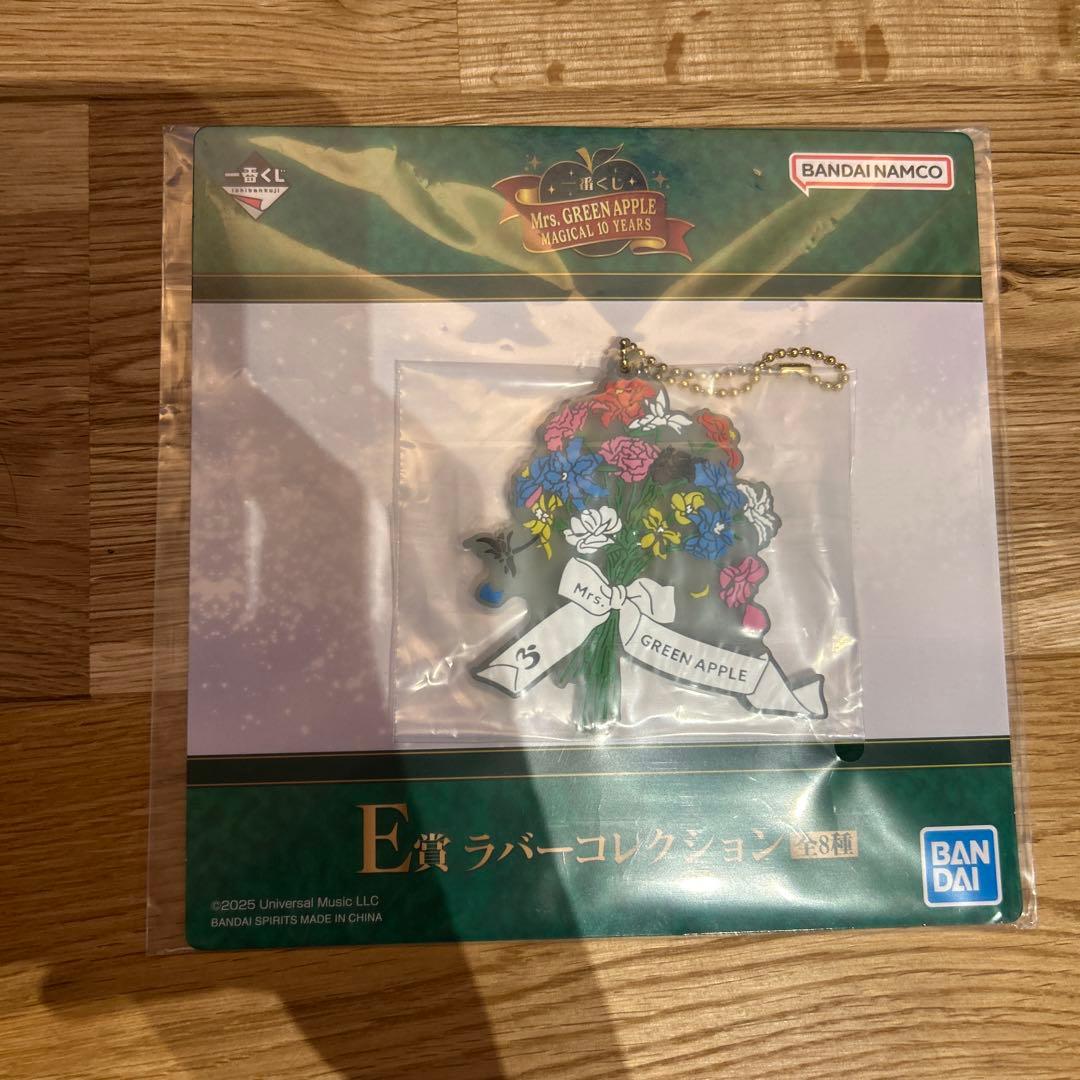 一番くじ
ichibankuji
一番くじ
Mrs. GREEN APPLE
MAGICAL 10 YEARS
BANDAI NAMCO
Mrs.
GREEN APPLE
E賞 ラバーコレクション 全8種
©2025 Universal Music LLC
BANDAI SPIRITS MADE IN CHINA
BAN
DAI